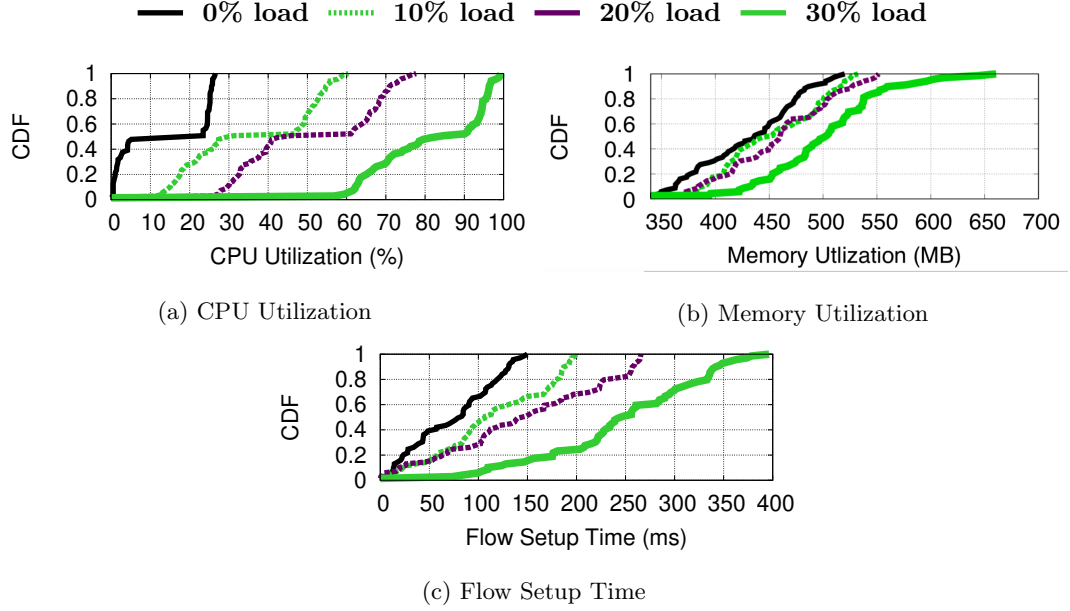 0% load 10% load 20% load 30% load
1
0.8
0.6
0.4
0.2
0
CDF
0 10 20 30 40 50 60 70 80 90 100
CPU Utilization (%)
(a) CPU Utilization
1
0.8
0.6
0.4
0.2
0
CDF
350 400 450 500 550 600 650 700
Memory Utlization (MB)
(b) Memory Utilization
1
0.8
0.6
0.4
0.2
0
CDF
0 50 100 150 200 250 300 350 400
Flow Setup Time (ms)
(c) Flow Setup Time